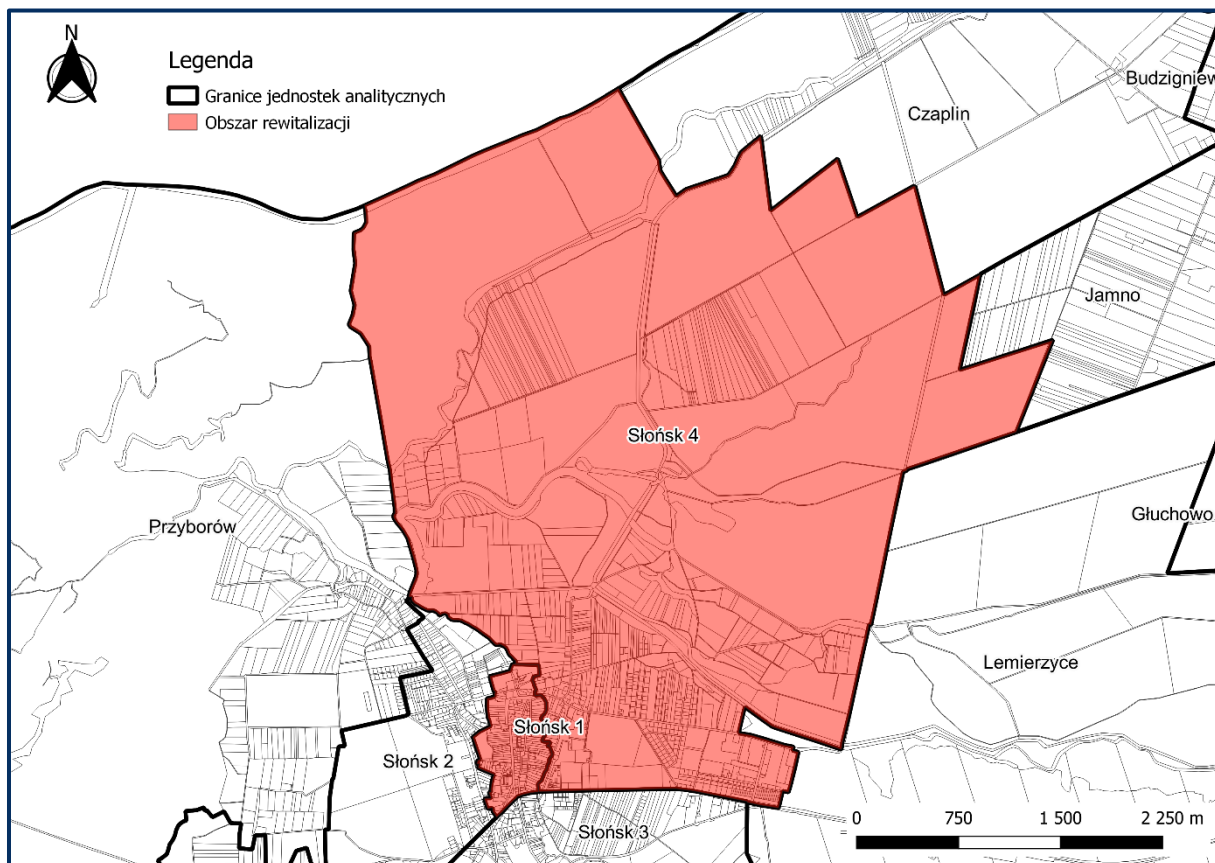 N
Legenda
Granice jednostek analitycznych
Obszar rewitalizacji
Budzigniew
Czaplin
Jamno
Słońsk 4
Głuchowo
Przyborów
Lemierzyce
Słońsk 1
Słońsk 2
Słońsk 3
0 750 1 500 2 250 m